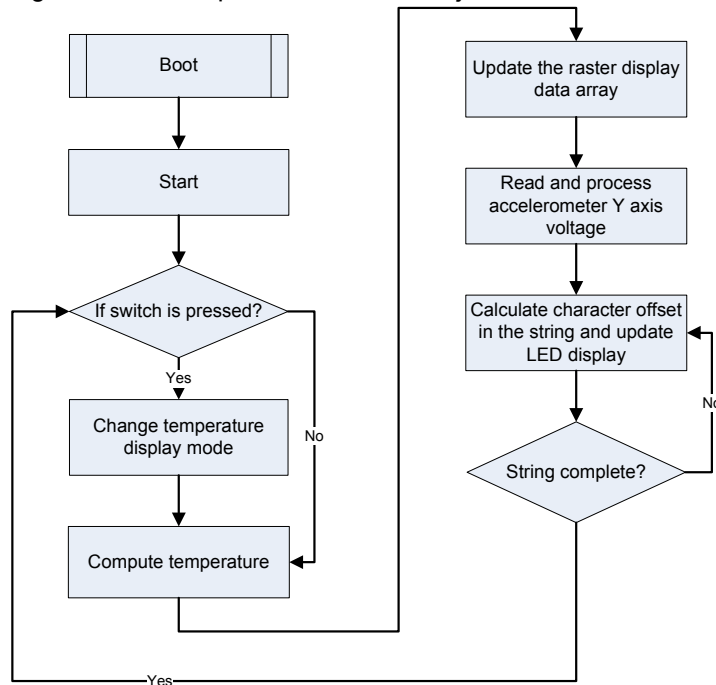 Boot
Start
If switch is pressed?
Yes
No
Change temperature
display mode
Compute temperature
Update the raster display
data array
Read and process
accelerometer Y axis
voltage
Calculate character offset
in the string and update
LED display
No
String complete?
Yes